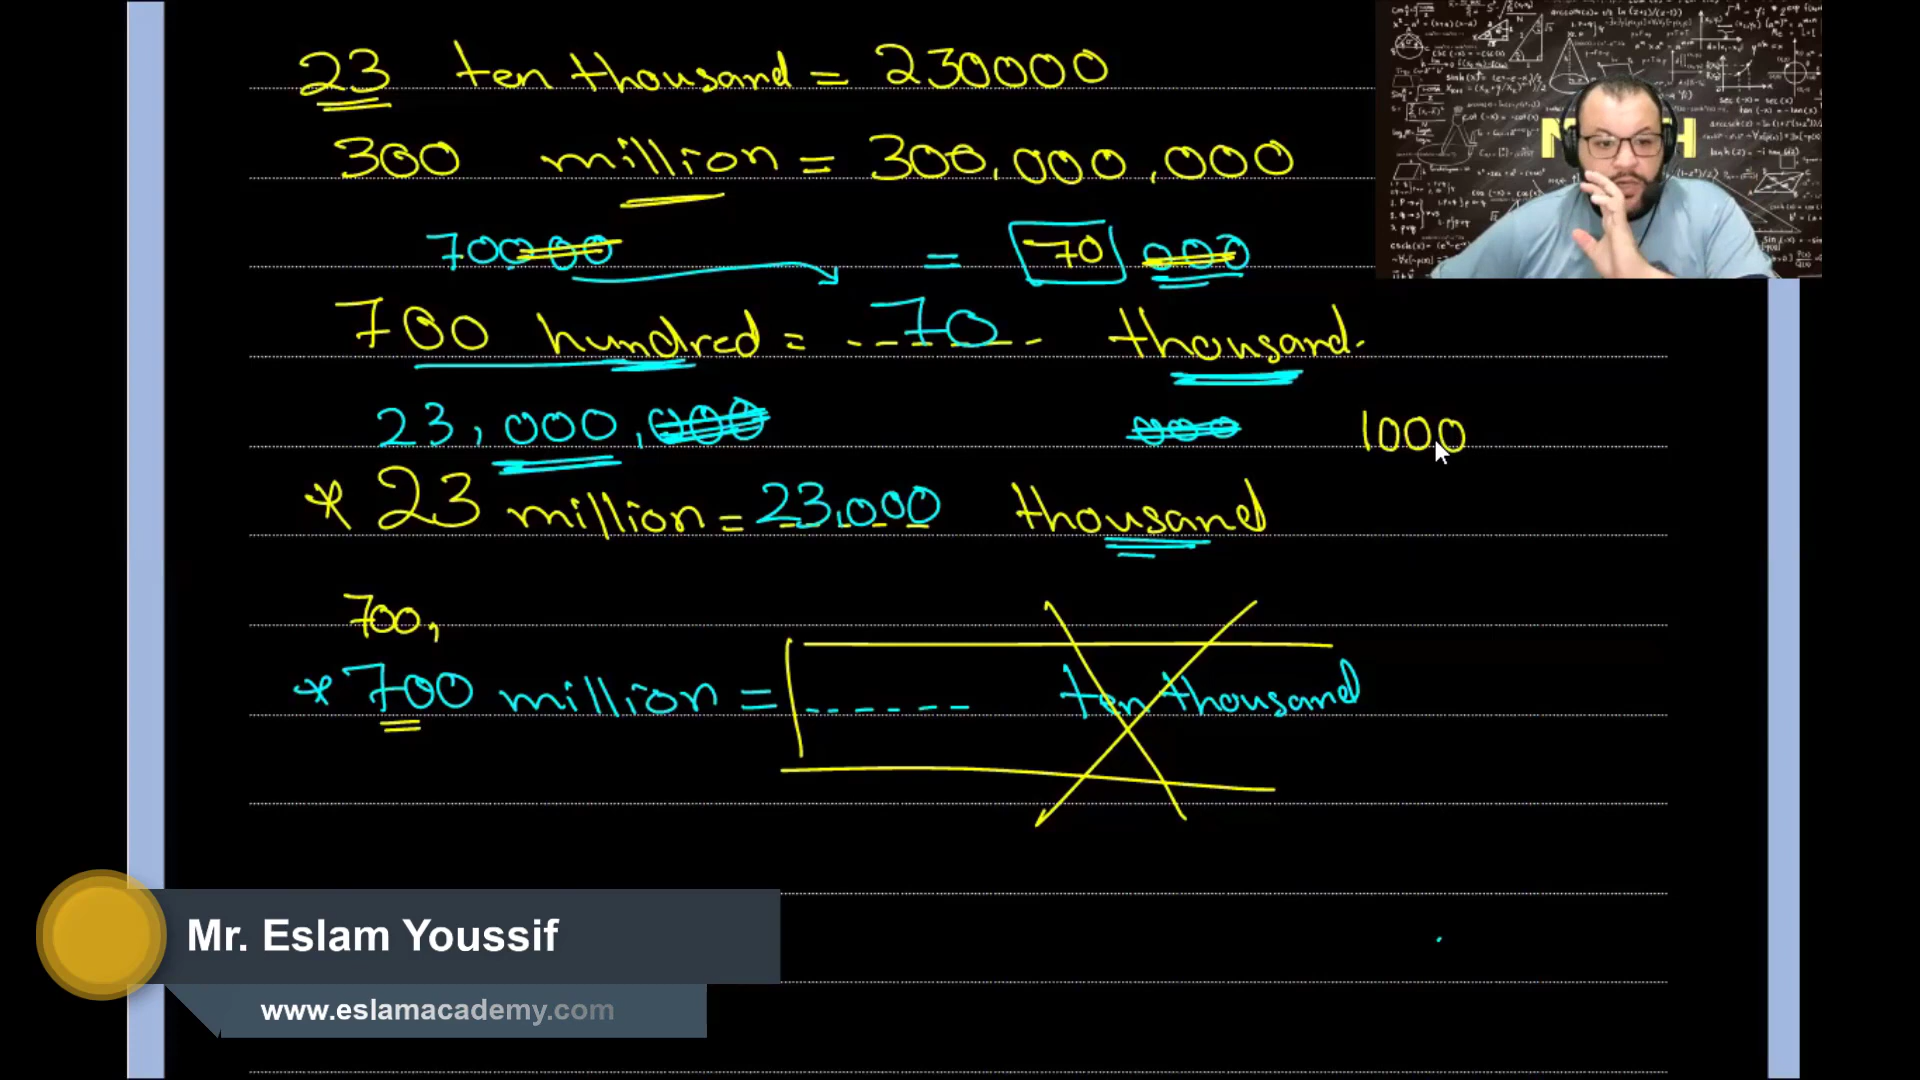 23 ten thousand = 230000
300 million = 300,000,000
70000 = 70 000
700 hundred = 70 thousand.
23,000,000 000 1000
* 23 million = 23,000 thousand
700,
* 700 million = ------ ten thousand
Mr. Eslam Youssif
www.eslamacademy.com